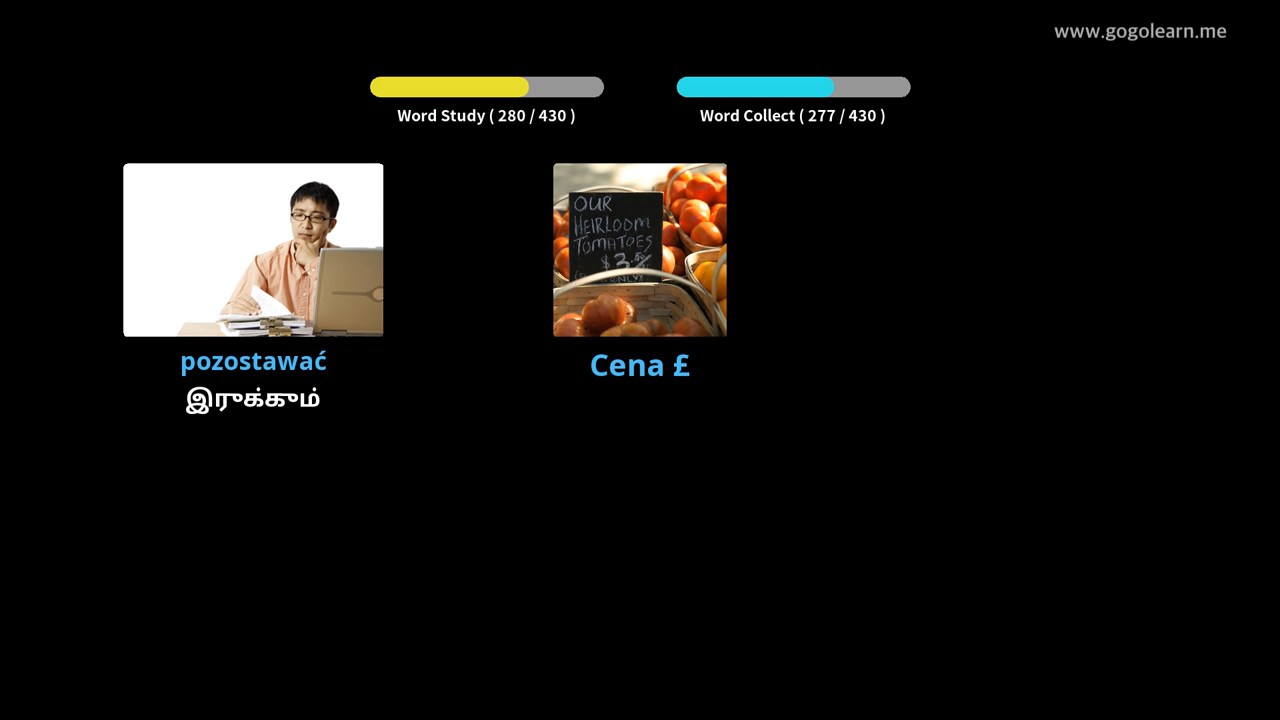 www.gogolearn.me
Word Study ( 280 / 430 )
Word Collect ( 277 / 430 )
OUR
HEIRLOOM
TOMATOES
pozostawać
இருக்கும்
Cena £